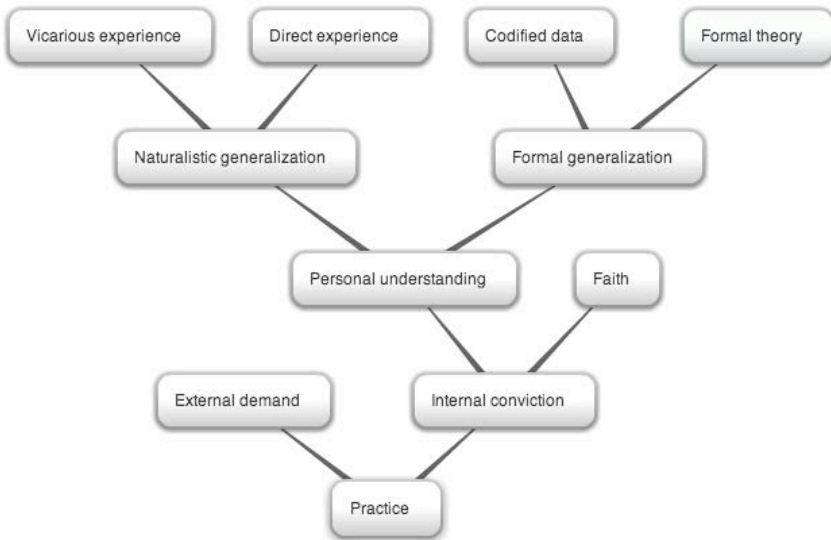 Vicarious experience
Direct experience
Codified data
Formal theory
Naturalistic generalization
Formal generalization
Personal understanding
Faith
External demand
Internal conviction
Practice